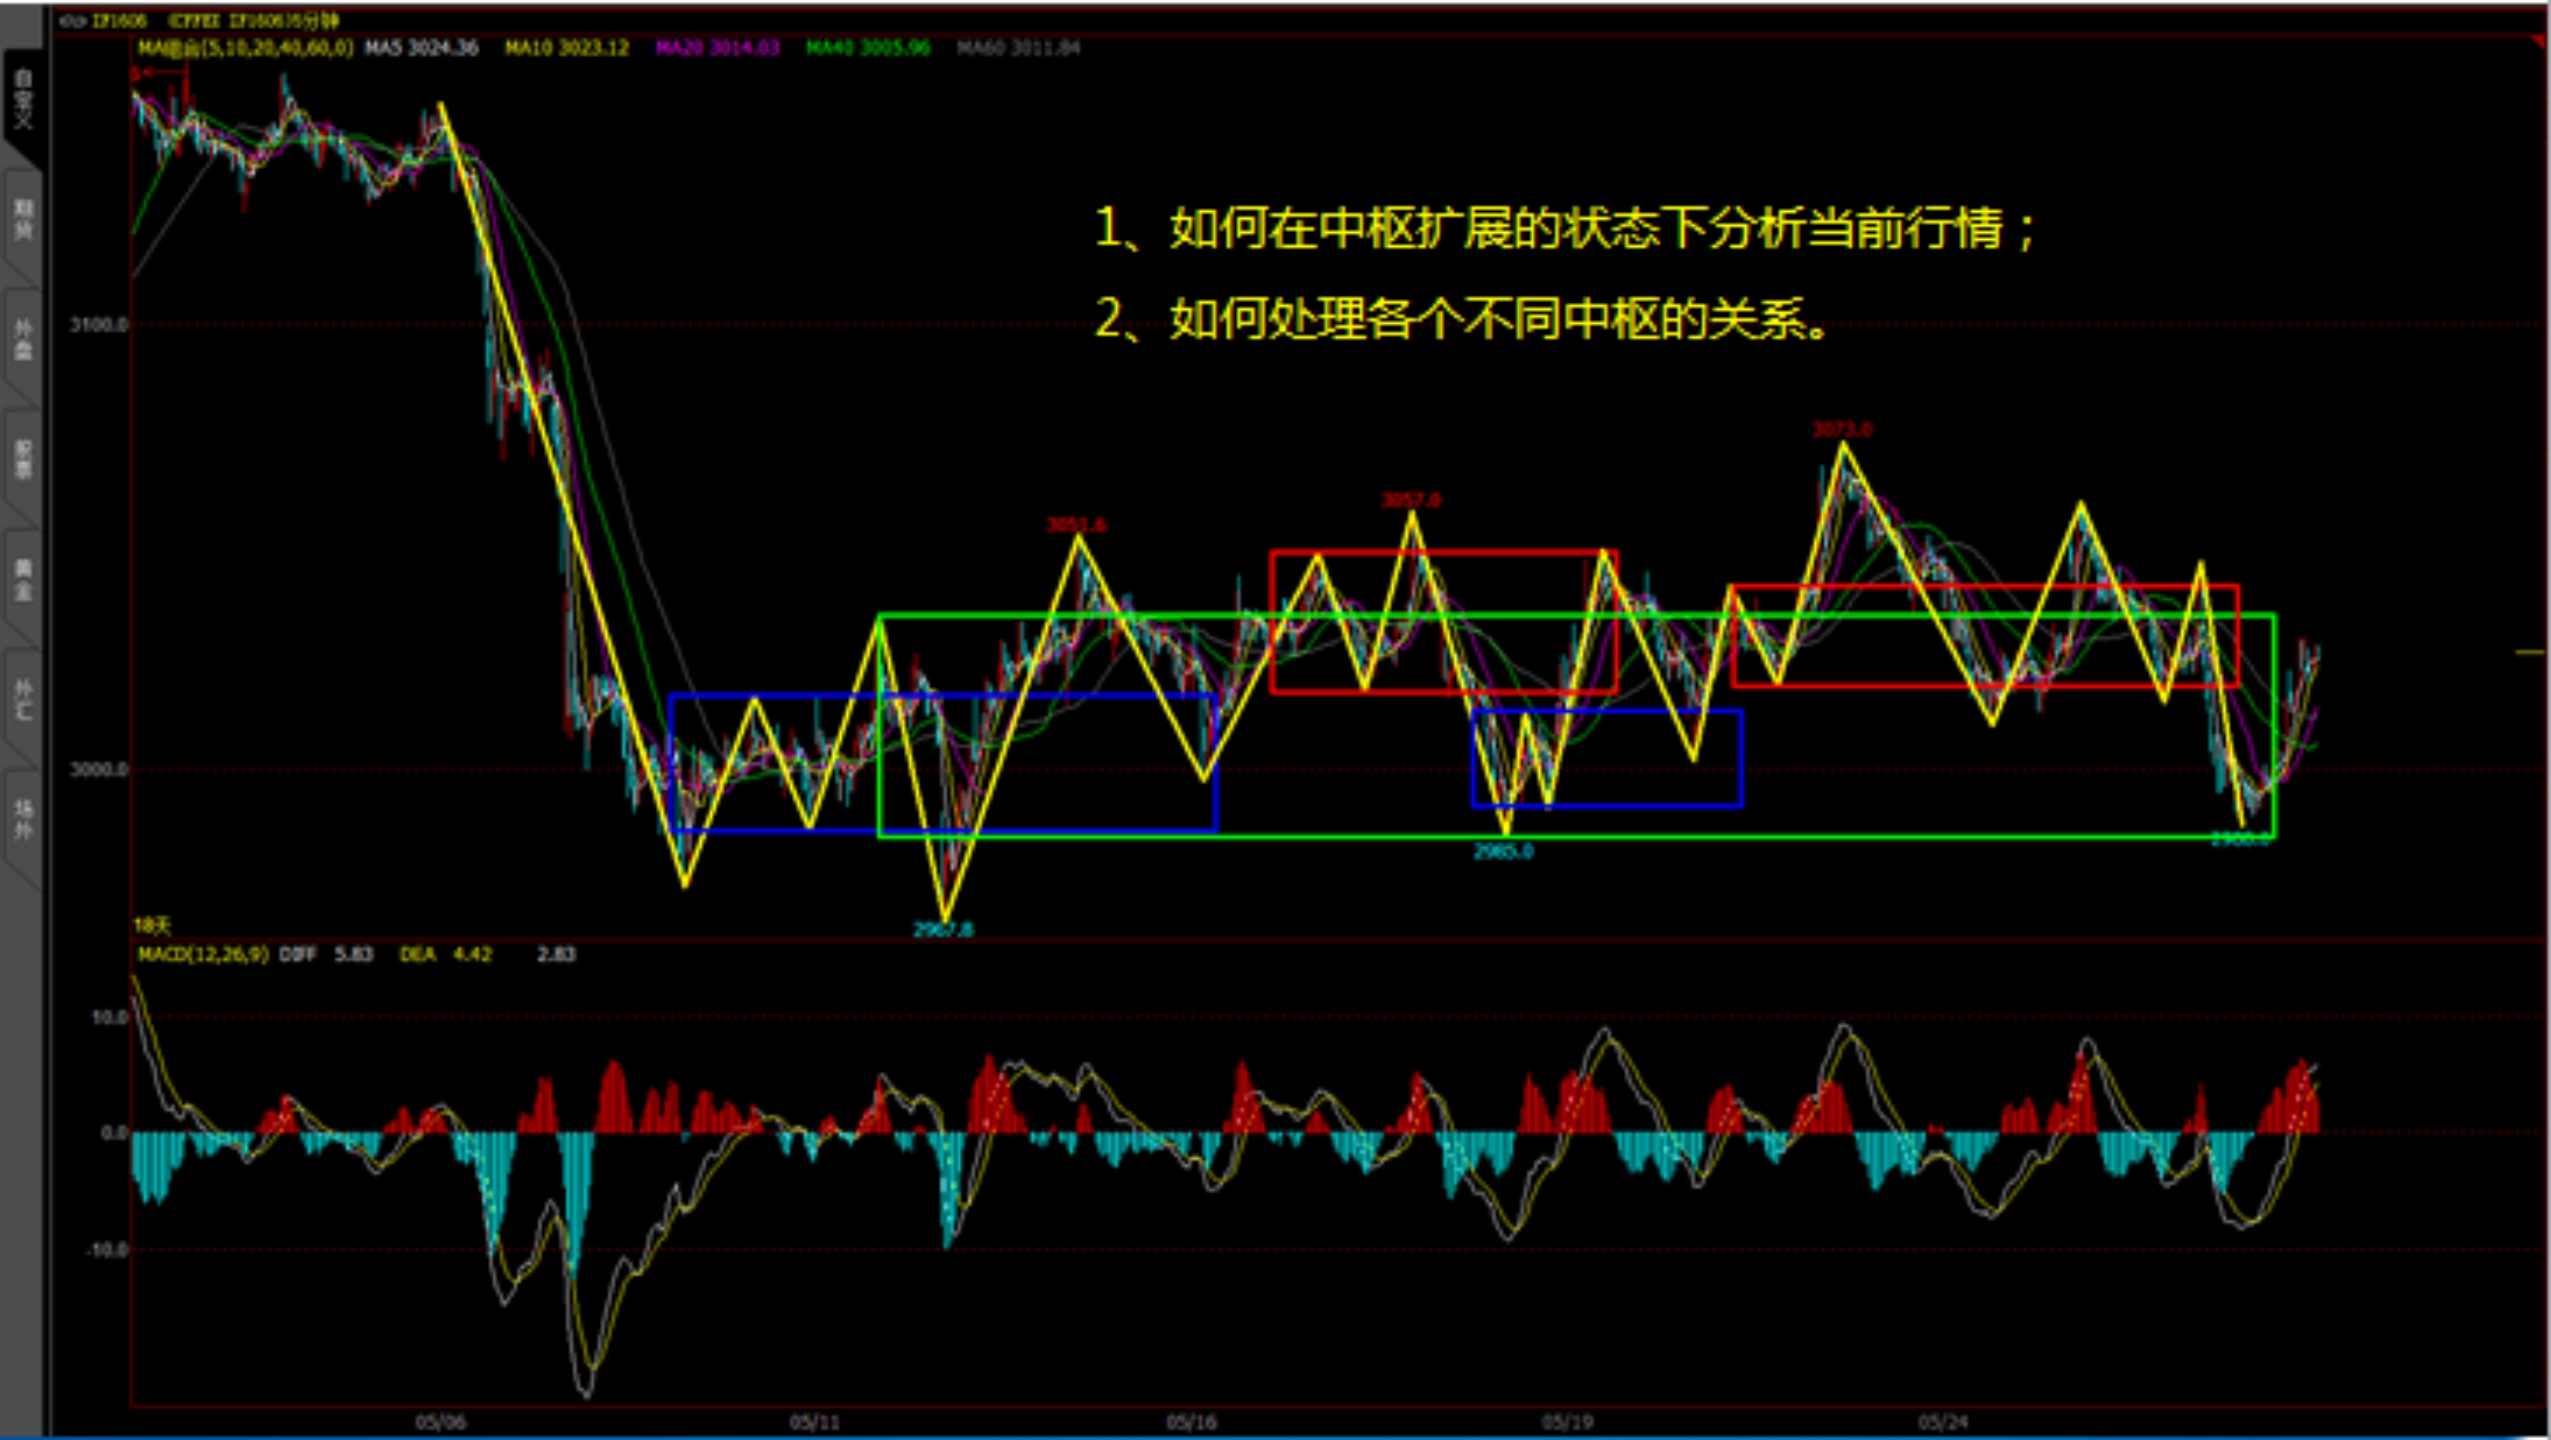 IF1606 (CFFEX IF1606)5分钟
MA组合(5,10,20,40,60,0) MA5 3024.36 MA10 3023.12 MA20 3014.03 MA40 3005.96 MA60 3011.84
自定义
期货
外盘
股票
黄金
外汇
场外
1、如何在中枢扩展的状态下分析当前行情；
2、如何处理各个不同中枢的关系。
3100.0
3073.0
3057.0
3051.6
3000.0
2985.0
2967.8
18天
MACD(12,26,9) DIFF 5.83 DEA 4.42 2.83
10.0
0.0
-10.0
05/06 05/11 05/16 05/19 05/24